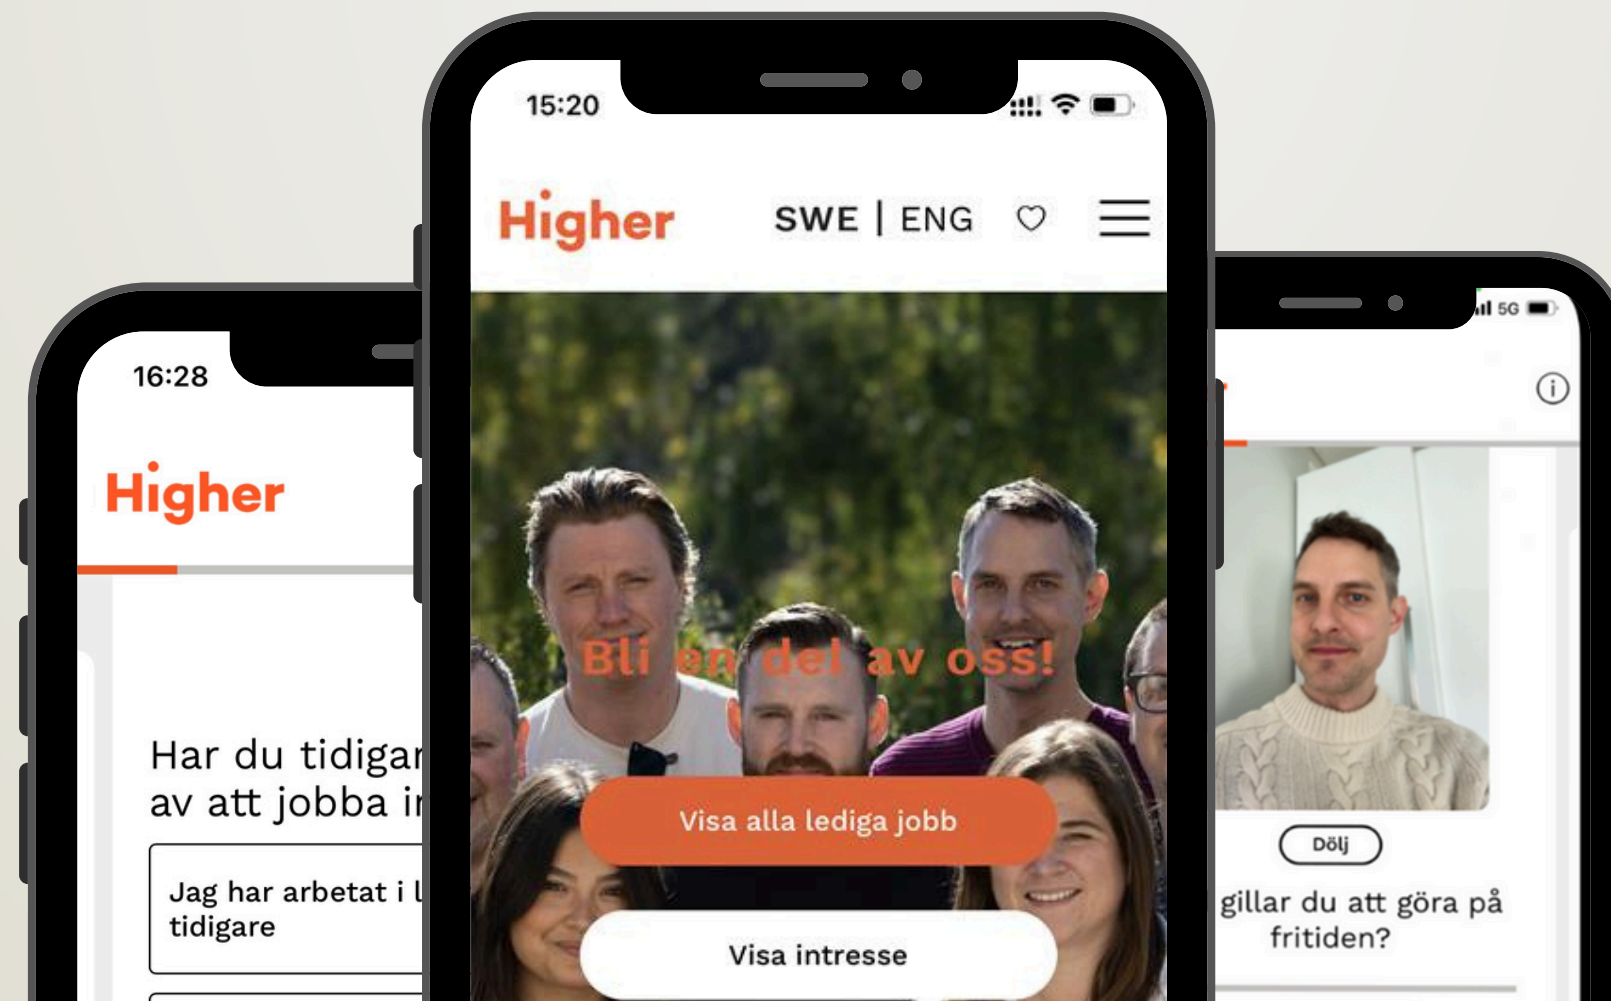 16:28
Higher
Har du tidigar
av att jobba i
Jag har arbetat i l
tidigare
15:20
Higher
SWE | ENG
Bli en del av oss!
Visa alla lediga jobb
Visa intresse
5G
Dölj
gillar du att göra på
fritiden?